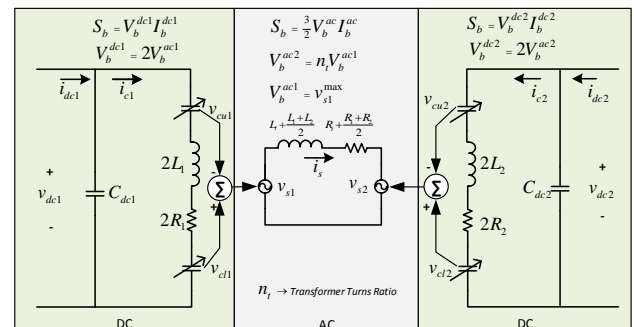 S_b = V_b^{dc1} I_b^{dc1}
V_b^{dc1} = 2V_b^{ac1}
i_{dc1}
i_{c1}
v_{cu1}
2L_1
+
v_{dc1}
-
C_{dc1}
2R_1
-
Σ
+
v_{cl1}
DC
S_b = \frac{3}{2} V_b^{ac} I_b^{ac}
V_b^{ac2} = n_t V_b^{ac1}
V_b^{ac1} = v_{s1}^{max}
L_t + \frac{L_1 + L_2}{2}
R_t + \frac{R_1 + R_2}{2}
i_s
v_{s1}
v_{s2}
n_t → Transformer Turns Ratio
AC
S_b = V_b^{dc2} I_b^{dc2}
V_b^{dc2} = 2V_b^{ac2}
v_{cu2}
i_{c2}
i_{dc2}
-
Σ
+
2L_2
2R_2
C_{dc2}
+
v_{dc2}
-
v_{cl2}
DC